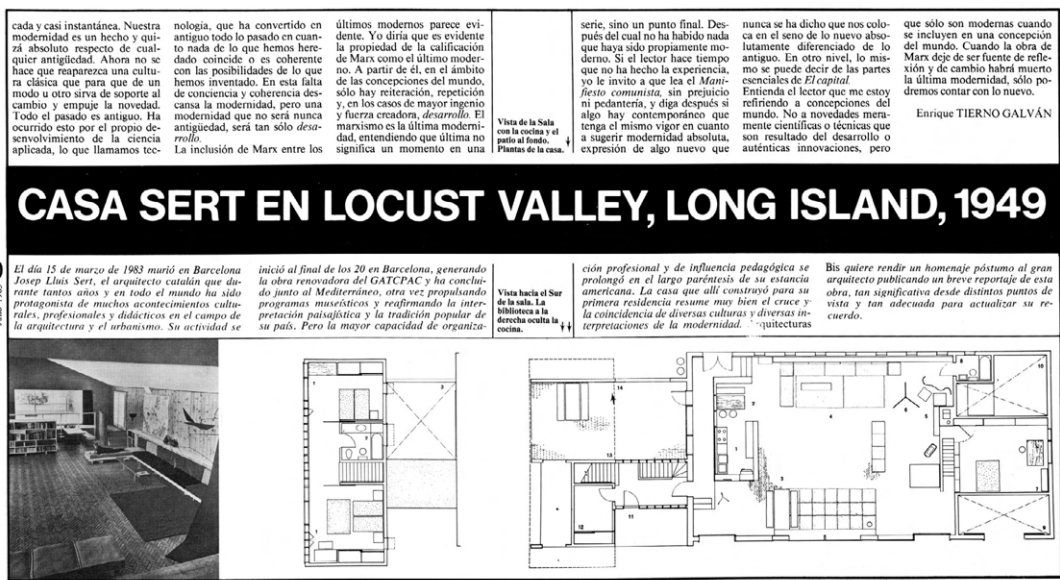 cada y casi instantánea. Nuestra
modernidad es un hecho y qui-
zá absoluto respecto de cual-
quier antigüedad. Ahora no se
hace que reaparezca una cultu-
ra clásica que para que de un
modo u otro sirva de soporte al
cambio y empuje la novedad.
Todo el pasado es antiguo. Ha
ocurrido esto por el propio de-
senvolvimiento de la ciencia
aplicada, lo que llamamos tec-
nología, que ha convertido en
antiguo todo lo pasado en cuan-
to nada de lo que hemos here-
dado coincide o es coherente
con las posibilidades de lo que
hemos inventado. En esta falta
de conciencia y coherencia des-
cansa la modernidad, pero una
modernidad que no será nunca
antigüedad, será tan sólo desa-
rrollo.
La inclusión de Marx entre los
últimos modernos parece evi-
dente. Yo diría que es evidente
la propiedad de la calificación
de Marx como el último moder-
no. A partir de él, en el ámbito
de las concepciones del mundo,
sólo hay reiteración, repetición
y, en los casos de mayor ingenio
y fuerza creadora, desarrollo. El
marxismo es la última moderni-
dad, entendiendo que última no
significa un momento en una
Vista de la Sala
con la cocina y el
patio al fondo.
Plantas de la casa.
serie, sino un punto final. Des-
pués del cual no ha habido nada
que haya sido propiamente mo-
derno. Si el lector hace tiempo
que no ha hecho la experiencia,
yo le invito a que lea el Mani-
fiesto comunista, sin prejuicio
ni pedantería, y diga después si
algo hay contemporáneo que
tenga el mismo vigor en cuanto
a sugerir modernidad absoluta,
expresión de algo nuevo que
nunca se ha dicho que nos colo-
ca en el seno de lo nuevo abso-
lutamente diferenciado de lo
antiguo. En otro nivel, lo mis-
mo se puede decir de las partes
esenciales de El capital.
Entienda el lector que me estoy
refiriendo a concepciones del
mundo. No a novedades mera-
mente científicas o técnicas que
son resultado del desarrollo o
auténticas innovaciones, pero
que sólo son modernas cuando
se incluyen en una concepción
del mundo. Cuando la obra de
Marx deje de ser fuente de refle-
xión y de cambio habrá muerto
la última modernidad, sólo po-
dremos contar con lo nuevo.
Enrique TIERNO GALVÁN
CASA SERT EN LOCUST VALLEY, LONG ISLAND, 1949
El día 15 de marzo de 1983 murió en Barcelona
Josep Lluis Sert, el arquitecto catalán que du-
rante tantos años y en todo el mundo ha sido
protagonista de muchos acontecimientos cultu-
rales, profesionales y didácticos en el campo de
la arquitectura y el urbanismo. Su actividad se
inició al final de los 20 en Barcelona, generando
la obra renovadora del GATCPAC y ha conclui-
do junto al Mediterráneo, otra vez propulsando
programas museísticos y reafirmando la inter-
pretación paisajística y la tradición popular de
su país. Pero la mayor capacidad de organiza-
Vista hacia el Sur
de la sala. La
biblioteca a la
derecha oculta la
cocina.
ción profesional y de influencia pedagógica se
prolongó en el largo paréntesis de su estancia
americana. La casa que allí construyó para su
primera residencia resume muy bien el cruce y
la coincidencia de diversas culturas y diversas in-
terpretaciones de la modernidad. Arquitecturas
Bis quiere rendir un homenaje póstumo al gran
arquitecto publicando un breve reportaje de esta
obra, tan significativa desde distintos puntos de
vista y tan adecuada para actualizar su re-
cuerdo.
1
2
1
3
14
13
12
11
2
1
4
3
5
6
8
10
7
9